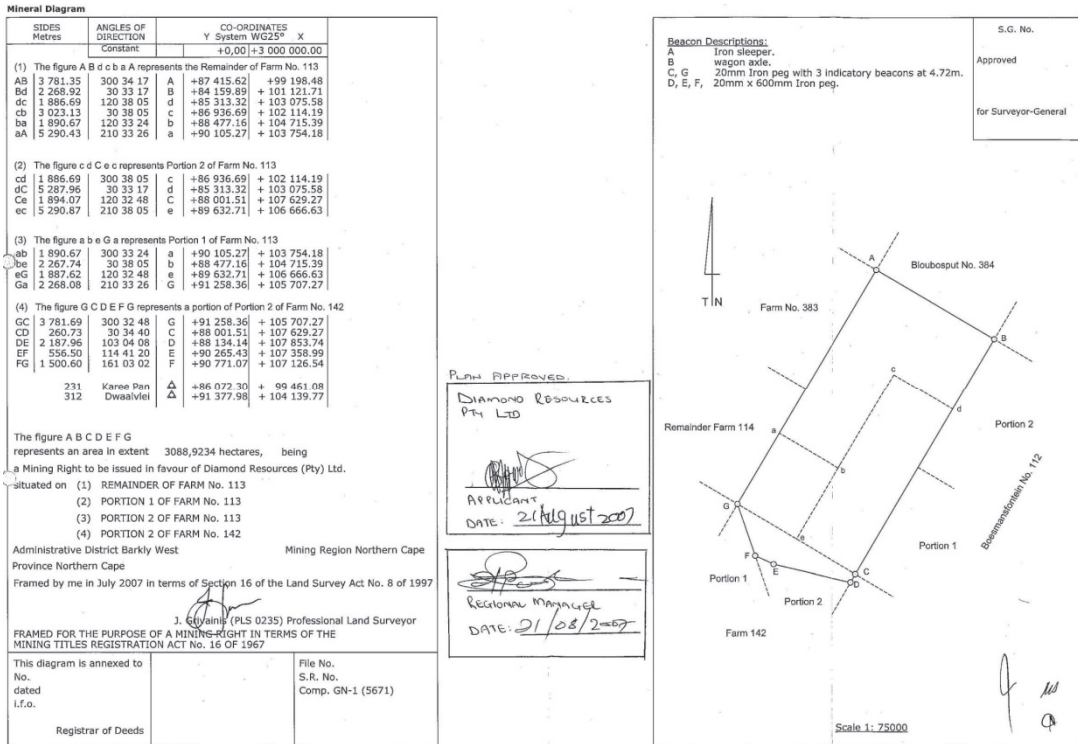 Mineral Diagram
SIDES Metres ANGLES OF DIRECTION CO-ORDINATES Y System WG25° X
Constant +0,00 +3 000 000.00
(1) The figure A B d c b a A represents the Remainder of Farm No. 113
AB 3 781.35 300 34 17 A +87 415.62 +99 198.48
Bd 2 268.92 30 33 17 B +84 159.89 + 101 121.71
dc 1 886.69 120 38 05 d +85 313.32 + 103 075.58
cb 3 023.13 30 38 05 c +86 936.69 + 102 114.19
ba 1 890.67 120 33 24 b +88 477.16 + 104 715.39
aA 5 290.43 210 33 26 a +90 105.27 + 103 754.18
(2) The figure c d C e c represents Portion 2 of Farm No. 113
cd 1 886.69 300 38 05 c +86 936.69 + 102 114.19
dC 5 287.96 30 33 17 d +85 313.32 + 103 075.58
Ce 1 894.07 120 32 48 C +88 001.51 + 107 629.27
ec 5 290.87 210 38 05 e +89 632.71 + 106 666.63
(3) The figure a b e G a represents Portion 1 of Farm No. 113
ab 1 890.67 300 33 24 a +90 105.27 + 103 754.18
be 2 267.74 30 38 05 b +88 477.16 + 104 715.39
eG 1 887.62 120 32 48 e +89 632.71 + 106 666.63
Ga 2 268.08 210 33 26 G +91 258.36 + 105 707.27
(4) The figure G C D E F G represents a portion of Portion 2 of Farm No. 142
GC 3 781.69 300 32 48 G +91 258.36 + 105 707.27
CD 260.73 30 34 40 C +88 001.51 + 107 629.27
DE 2 187.96 103 04 08 D +88 134.14 + 107 853.74
EF 556.50 114 41 20 E +90 265.43 + 107 358.99
FG 1 500.60 161 03 02 F +90 771.07 + 107 126.54
231 Karee Pan △ +86 072.30 + 99 461.08
312 Dwaalvlei △ +91 377.98 + 104 139.77
The figure A B C D E F G
represents an area in extent 3088,9234 hectares, being
a Mining Right to be issued in favour of Diamond Resources (Pty) Ltd.
situated on (1) REMAINDER OF FARM No. 113
(2) PORTION 1 OF FARM No. 113
(3) PORTION 2 OF FARM No. 113
(4) PORTION 2 OF FARM No. 142
Administrative District Barkly West Mining Region Northern Cape
Province Northern Cape
Framed by me in July 2007 in terms of Section 16 of the Land Survey Act No. 8 of 1997
J. (PLS 0235) Professional Land Surveyor
FRAMED FOR THE PURPOSE OF A MINING RIGHT IN TERMS OF THE
MINING TITLES REGISTRATION ACT No. 16 OF 1967
This diagram is annexed to
No.
dated
i.f.o.
Registrar of Deeds
File No.
S.R. No.
Comp. GN-1 (5671)
PLAN APPROVED.
DIAMOND RESOURCES
PTY LTD
APPLICANT
DATE: 21 August 2007
REGIONAL MANAGER
DATE: 21/08/2007
Beacon Descriptions:
A Iron sleeper.
B wagon axle.
C, G 20mm Iron peg with 3 indicatory beacons at 4.72m.
D, E, F, 20mm x 600mm Iron peg.
S.G. No.
Approved
for Surveyor-General
T N
A
Bloubosput No. 384
Farm No. 383
B
c
d
Portion 2
Remainder Farm 114
a
b
Boesmansfontein No. 112
G
e
Portion 1
F
E
C
D
Portion 1
Portion 2
Farm 142
Scale 1: 75000